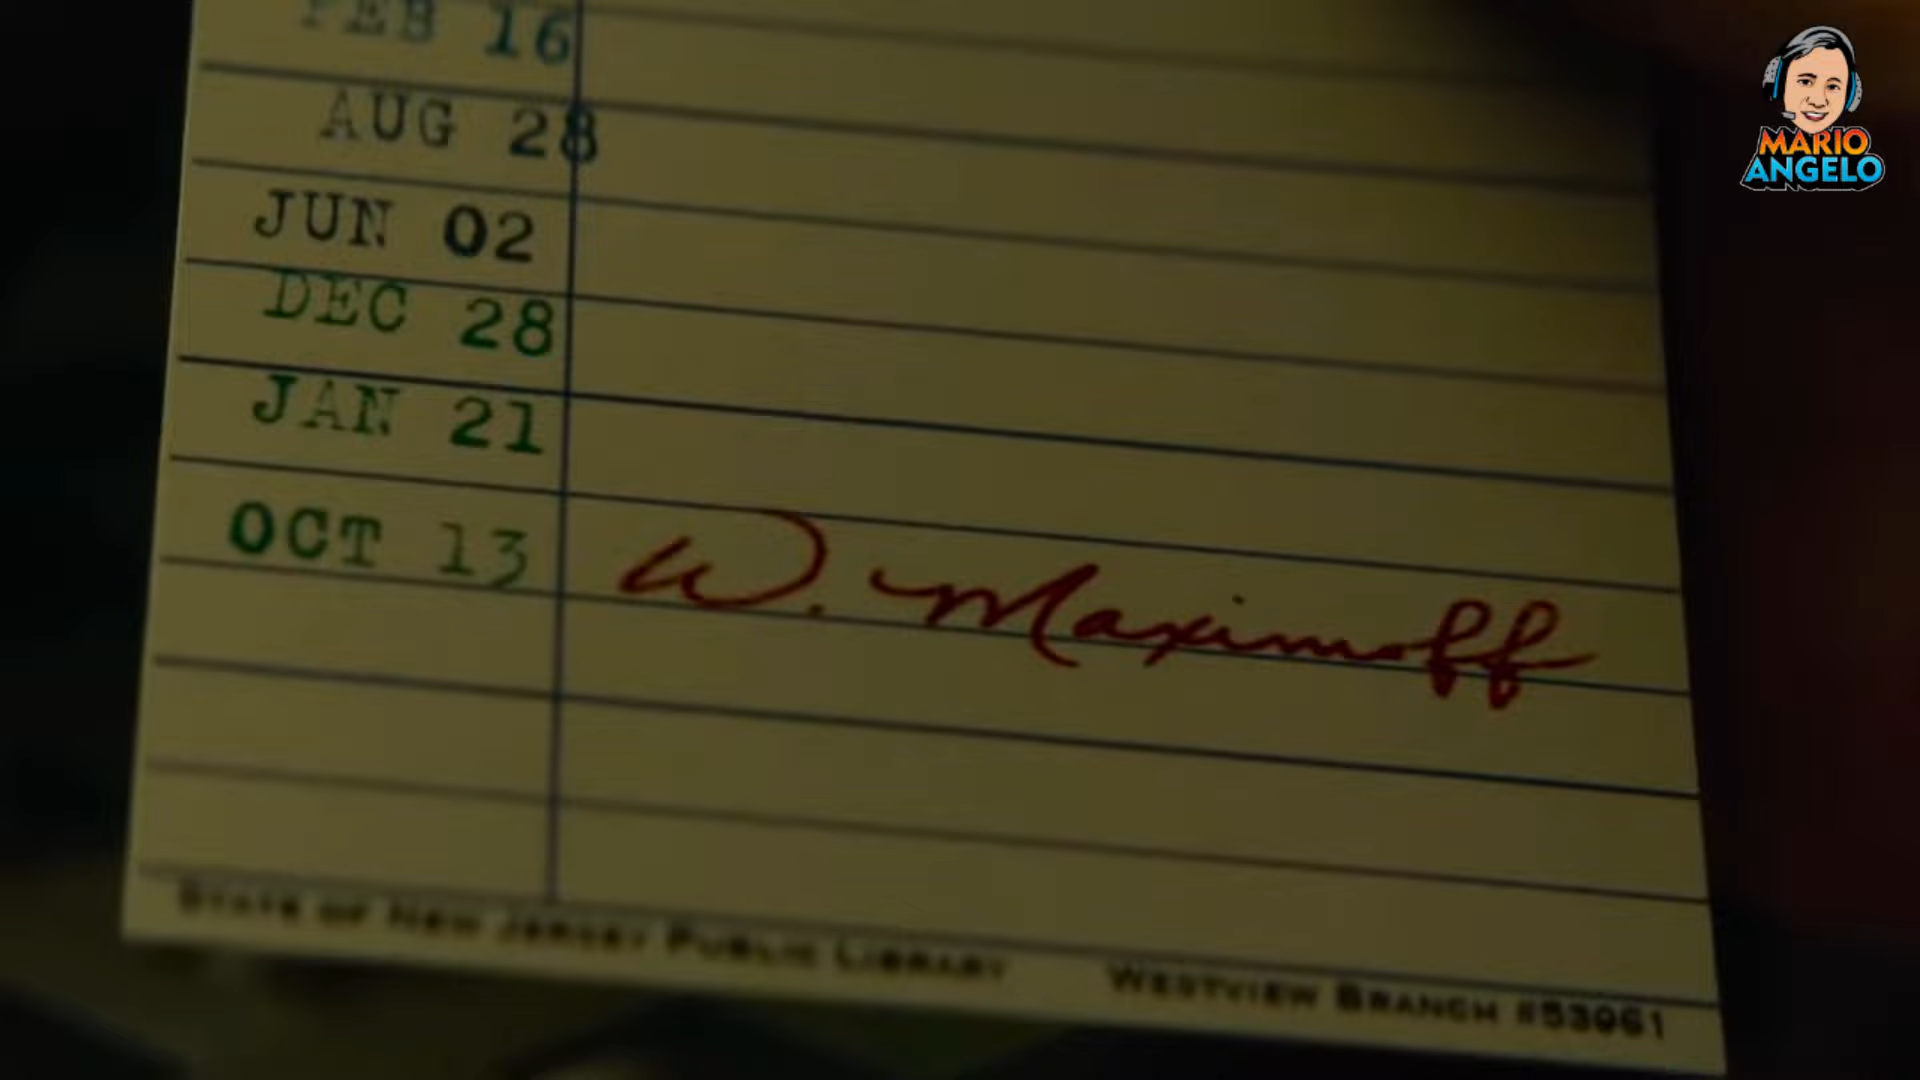 FEB 16
AUG 28
JUN 02
DEC 28
JAN 21
OCT 13 W. Maximoff
STATE OF NEW JERSEY PUBLIC LIBRARY WESTVIEW BRANCH #53961
MARIO
ANGELO